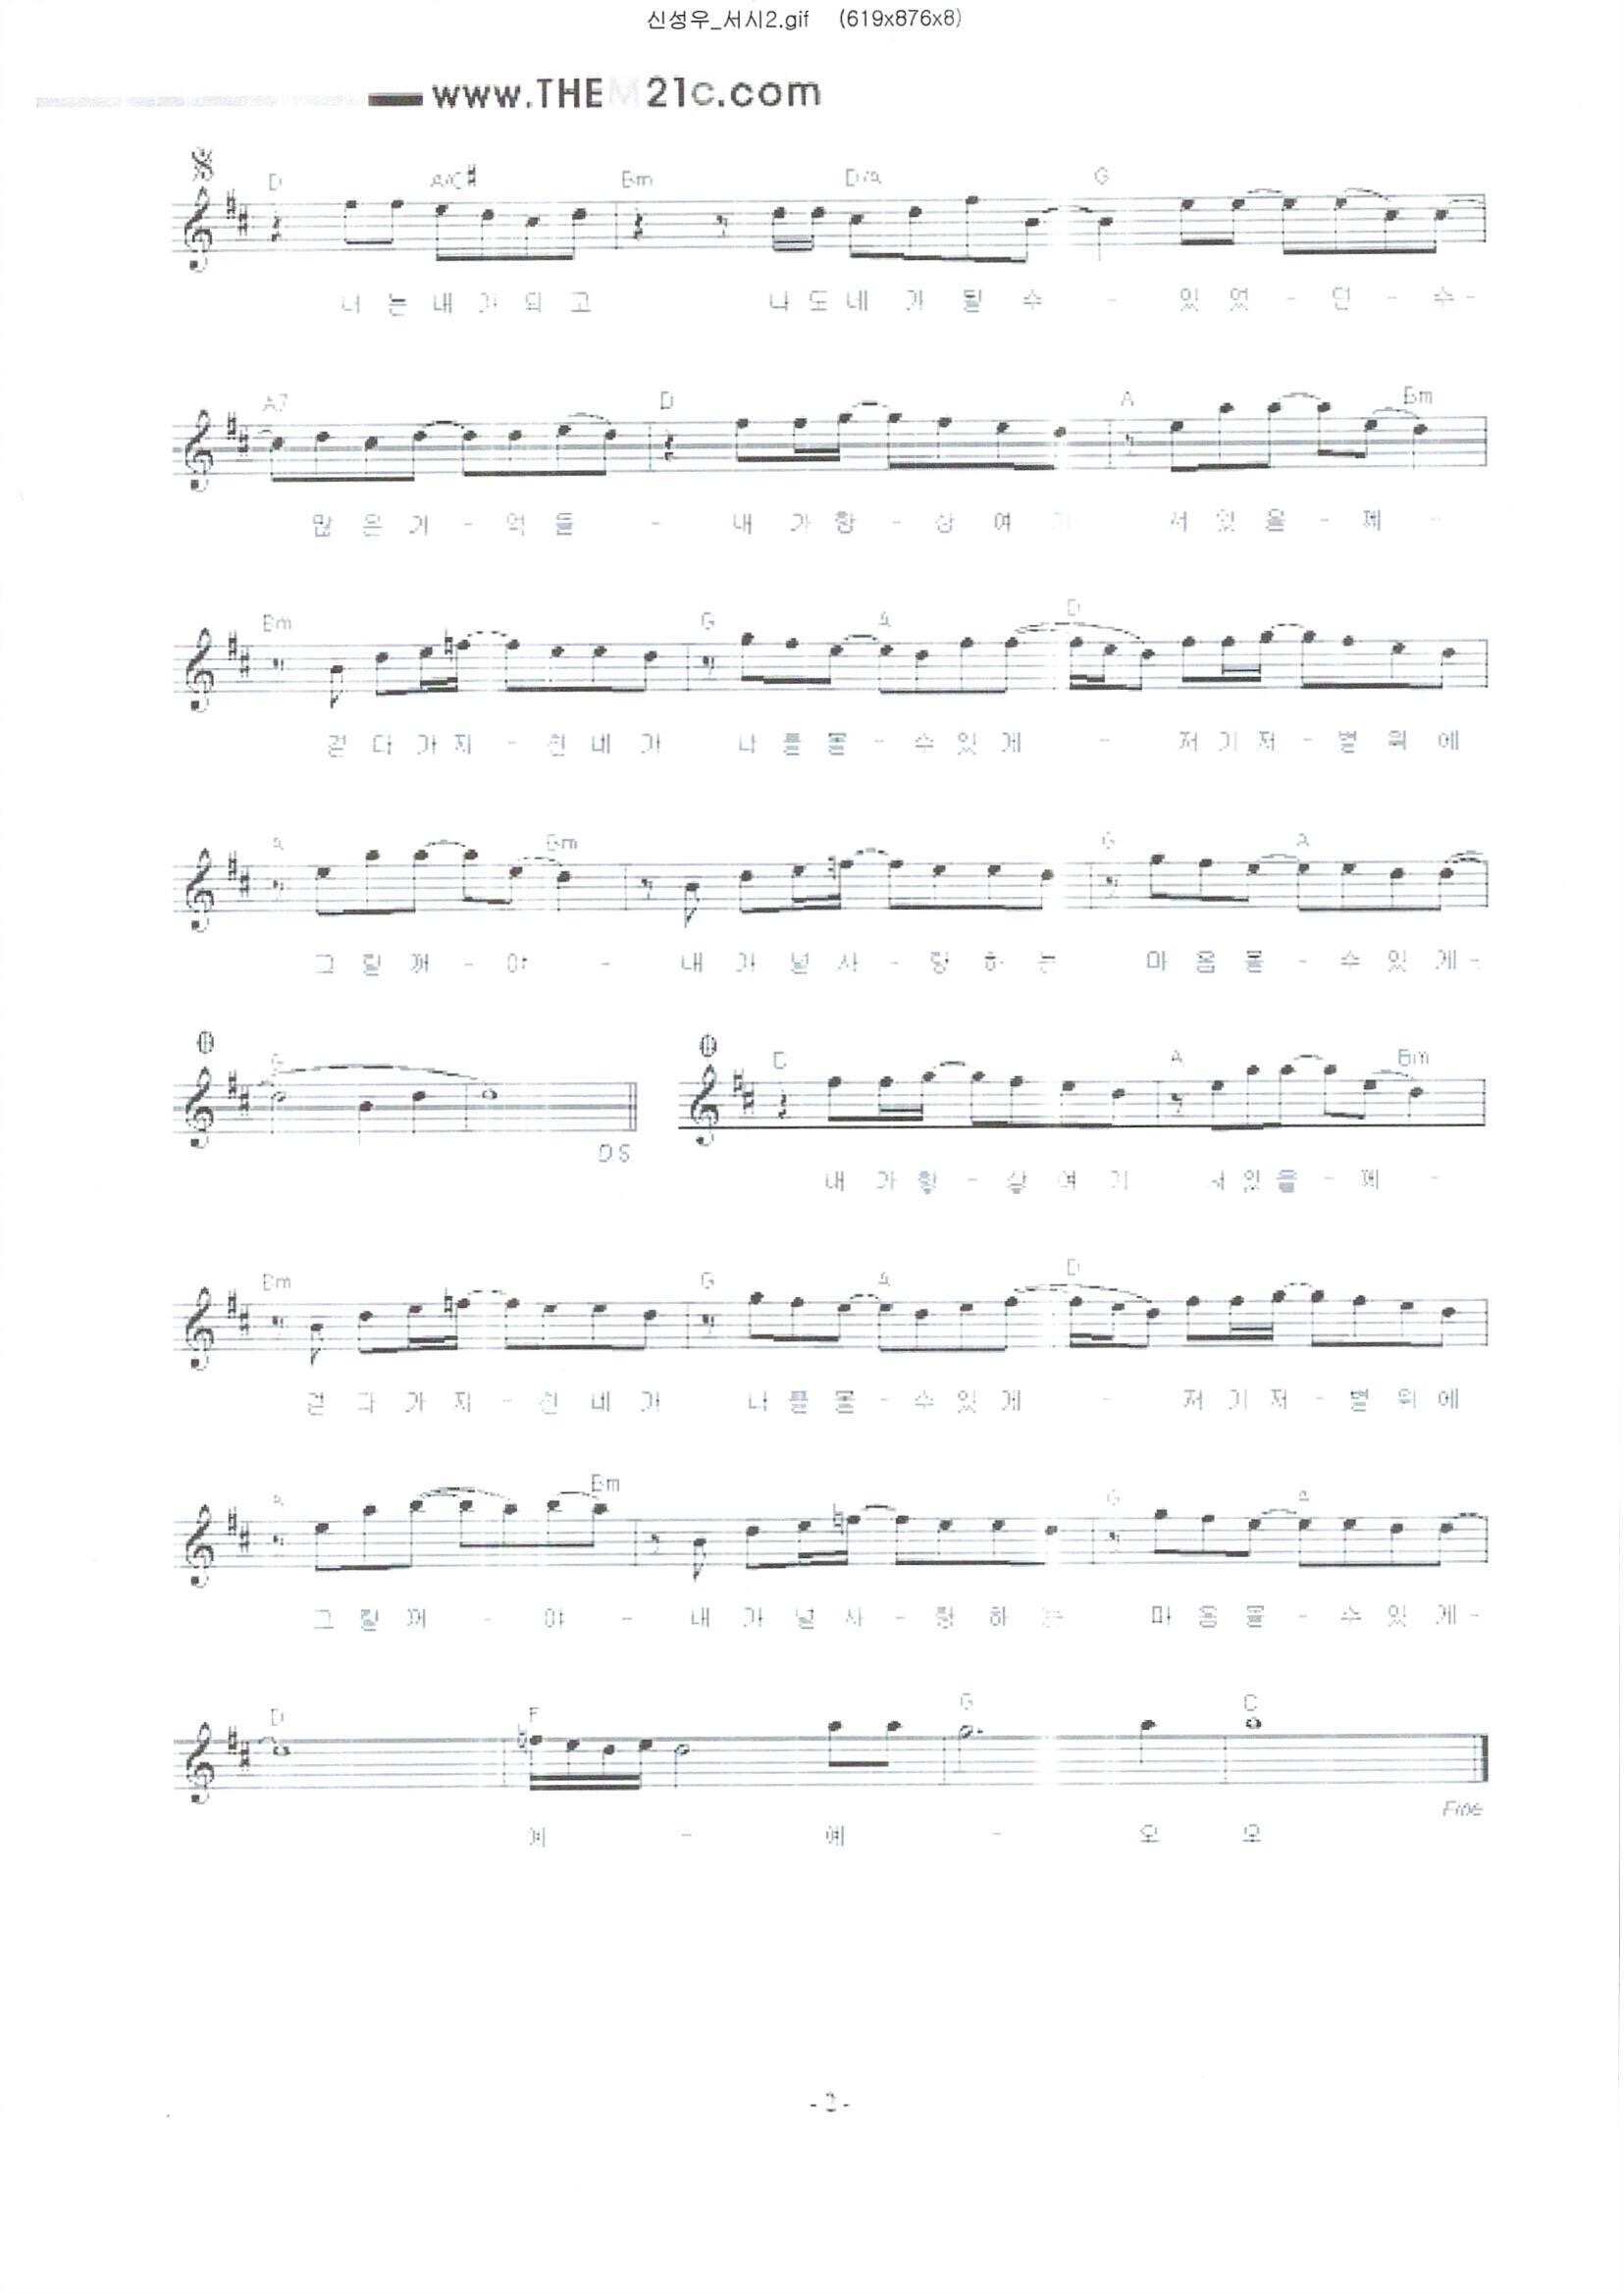 신성우_서시2.gif (619x876x8)
www.THEM21c.com
D A/C# Bm D/A G
너 는 내 가 되 고 나 도 네 가 될 수 - 있 었 - 던 - 수 -
A7 D A Bm
많 은 기 - 억 들 - 내 가 항 - 상 여 서 있 을 - 께 -
Bm G A D
걷 다 가 지 - 친 네 가 나 를 볼 - 수 있 게 - 저 기 저 - 별 위 에
A Bm G A
그 릴 꺼 - 야 - 내 가 널 사 - 랑 하 는 마 음 볼 - 수 있 게 -
D A Bm
D S
내 가 항 - 상 여 기 서 있 을 - 께 -
Bm G A D
걷 다 가 지 - 친 네 가 나 를 볼 - 수 있 게 - 저 기 저 - 별 위 에
A Bm G A
그 릴 꺼 - 야 - 내 가 널 사 - 랑 하 는 마 음 볼 - 수 있 게 -
D F G
Fine
예 - 예 - 오 오
- 2 -